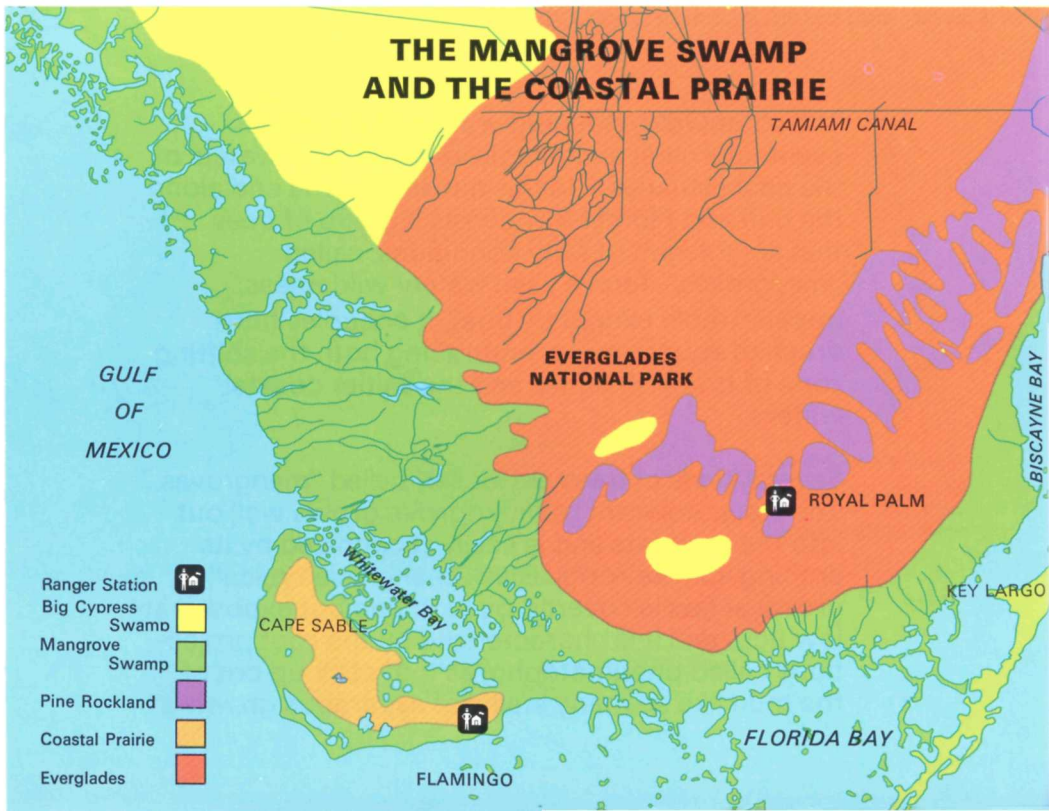 THE MANGROVE SWAMP
AND THE COASTAL PRAIRIE
TAMIAMI CANAL
EVERGLADES
NATIONAL PARK
GULF
OF
MEXICO
BISCAYNE BAY
ROYAL PALM
Whitewater Bay
KEY LARGO
CAPE SABLE
FLORIDA BAY
FLAMINGO
Ranger Station
Big Cypress
Swamp
Mangrove
Swamp
Pine Rockland
Coastal Prairie
Everglades